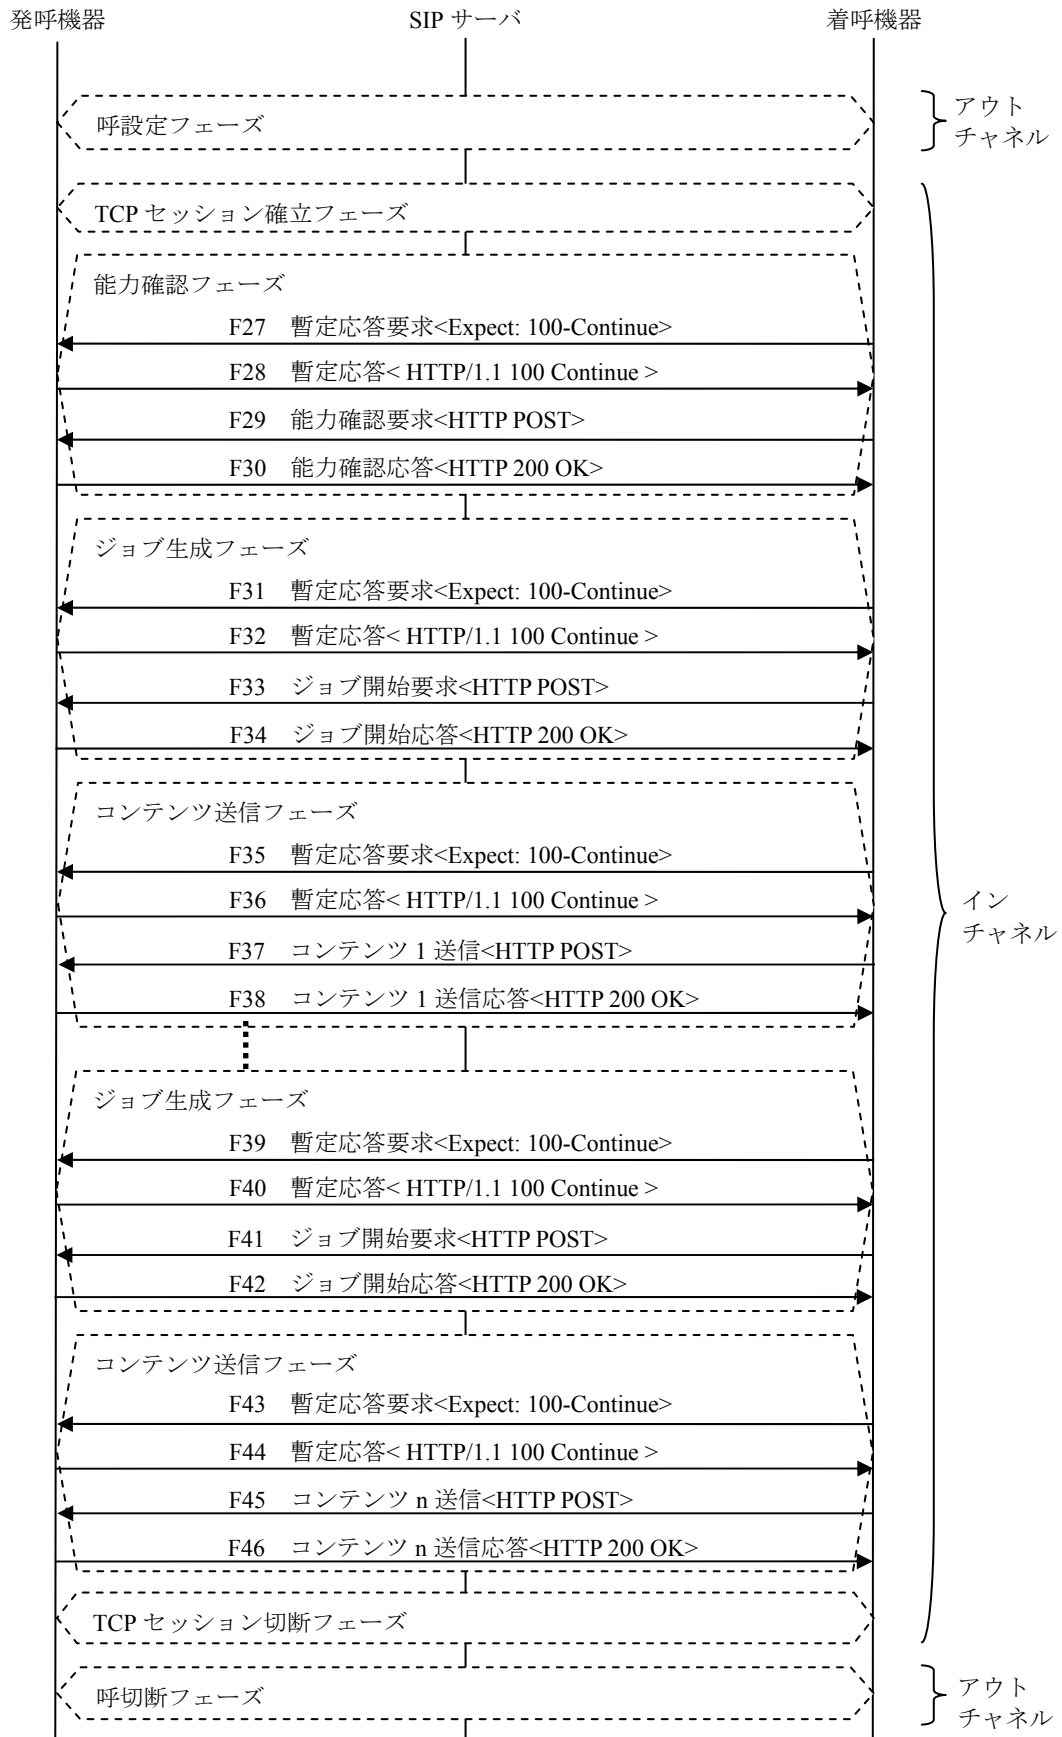 発呼機器
SIP サーバ
着呼機器
呼設定フェーズ
アウト
チャネル
TCP セッション確立フェーズ
能力確認フェーズ
F27 暫定応答要求<Expect: 100-Continue>
F28 暫定応答< HTTP/1.1 100 Continue >
F29 能力確認要求<HTTP POST>
F30 能力確認応答<HTTP 200 OK>
ジョブ生成フェーズ
F31 暫定応答要求<Expect: 100-Continue>
F32 暫定応答< HTTP/1.1 100 Continue >
F33 ジョブ開始要求<HTTP POST>
F34 ジョブ開始応答<HTTP 200 OK>
コンテンツ送信フェーズ
F35 暫定応答要求<Expect: 100-Continue>
F36 暫定応答< HTTP/1.1 100 Continue >
イン
チャネル
F37 コンテンツ 1 送信<HTTP POST>
F38 コンテンツ 1 送信応答<HTTP 200 OK>
ジョブ生成フェーズ
F39 暫定応答要求<Expect: 100-Continue>
F40 暫定応答< HTTP/1.1 100 Continue >
F41 ジョブ開始要求<HTTP POST>
F42 ジョブ開始応答<HTTP 200 OK>
コンテンツ送信フェーズ
F43 暫定応答要求<Expect: 100-Continue>
F44 暫定応答< HTTP/1.1 100 Continue >
F45 コンテンツ n 送信<HTTP POST>
F46 コンテンツ n 送信応答<HTTP 200 OK>
TCP セッション切断フェーズ
呼切断フェーズ
アウト
チャネル